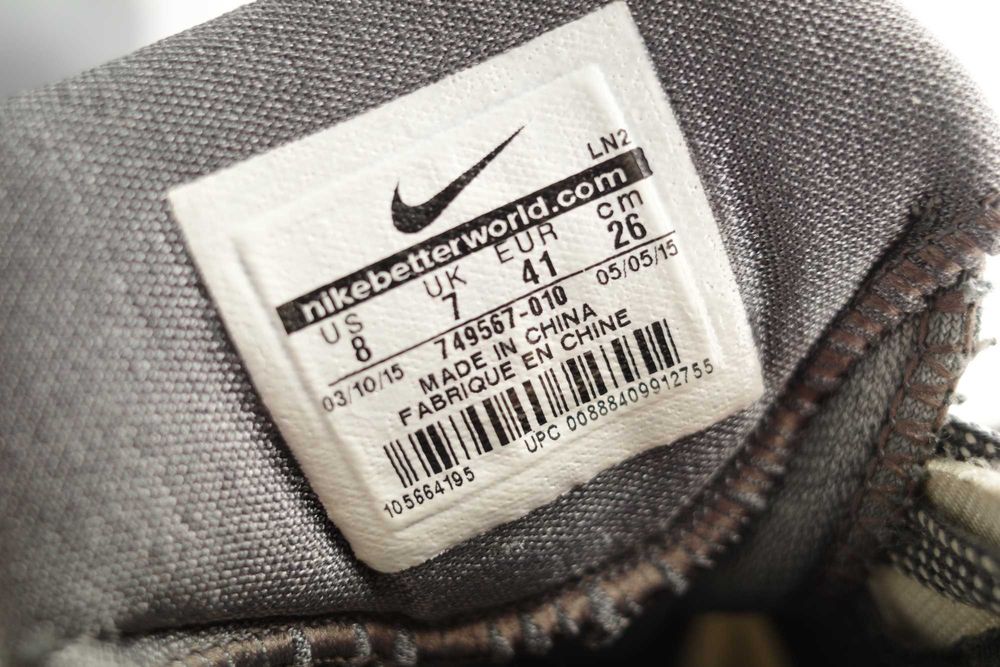 LN2
nikebetterworld.com
US UK EUR cm
8 7 41 26
03/10/15 749567-010 05/05/15
MADE IN CHINA
FABRIQUE EN CHINE
105664195 UPC 00888409912755